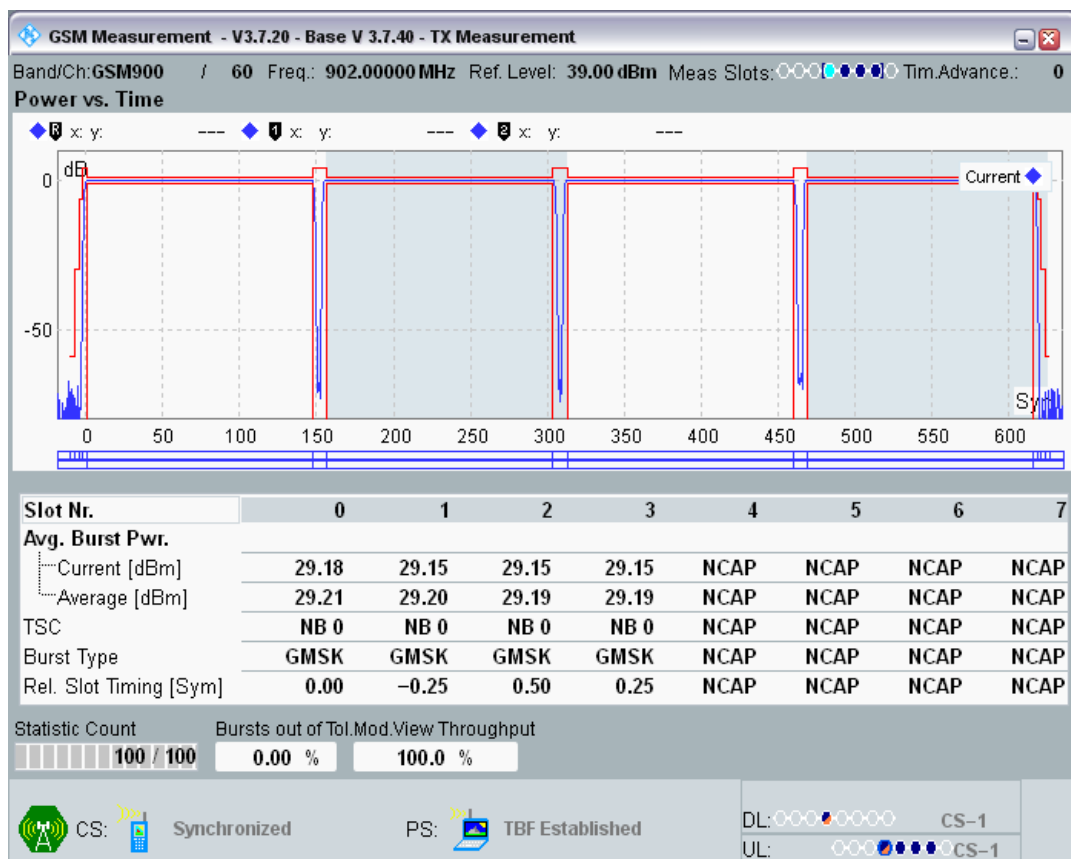 GSM Measurement - V3.7.20 - Base V 3.7.40 - TX Measurement
Band/Ch:GSM900 / 60 Freq.: 902.00000 MHz Ref. Level: 39.00 dBm Meas Slots: Tim.Advance.: 0
Power vs. Time
R x: y: --- 1 x: y: --- 2 x: y: ---
dB
Current
0
-50
Sym
0 50 100 150 200 250 300 350 400 450 500 550 600
Slot Nr. 0 1 2 3 4 5 6 7
Avg. Burst Pwr.
Current [dBm] 29.18 29.15 29.15 29.15 NCAP NCAP NCAP NCAP
Average [dBm] 29.21 29.20 29.19 29.19 NCAP NCAP NCAP NCAP
TSC NB 0 NB 0 NB 0 NB 0 NCAP NCAP NCAP NCAP
Burst Type GMSK GMSK GMSK GMSK NCAP NCAP NCAP NCAP
Rel. Slot Timing [Sym] 0.00 −0.25 0.50 0.25 NCAP NCAP NCAP NCAP
Statistic Count Bursts out of Tol.Mod.View Throughput
100 / 100 0.00 % 100.0 %
CS: Synchronized PS: TBF Established DL: CS−1
UL: CS−1